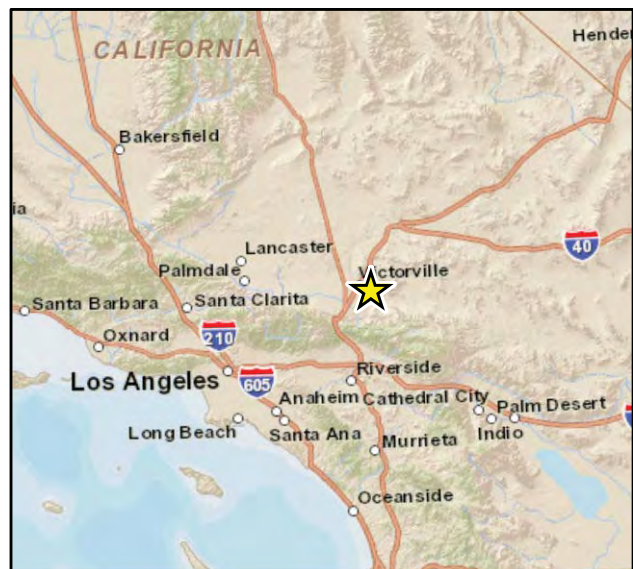 CALIFORNIA
Hender
Bakersfield
ia
Lancaster
Palmdale
Victorville
40
Santa Barbara
Santa Clarita
Oxnard
210
Los Angeles
605
Riverside
Anaheim
Cathedral City
Palm Desert
Long Beach
Santa Ana
Indio
Murrieta
Oceanside